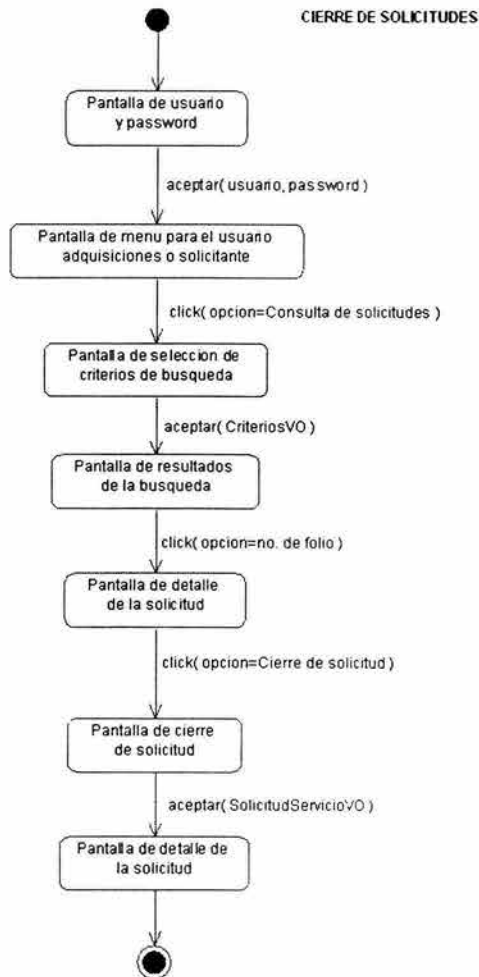 CIERRE DE SOLICITUDES
Pantalla de usuario
y password
aceptar( usuario, password )
Pantalla de menu para el usuario
adquisiciones o solicitante
click( opcion=Consulta de solicitudes )
Pantalla de seleccion de
criterios de busqueda
aceptar( CriteriosVO )
Pantalla de resultados
de la busqueda
click( opcion=no. de folio )
Pantalla de detalle
de la solicitud
click( opcion=Cierre de solicitud )
Pantalla de cierre
de solicitud
aceptar( SolicitudServicioVO )
Pantalla de detalle de
la solicitud